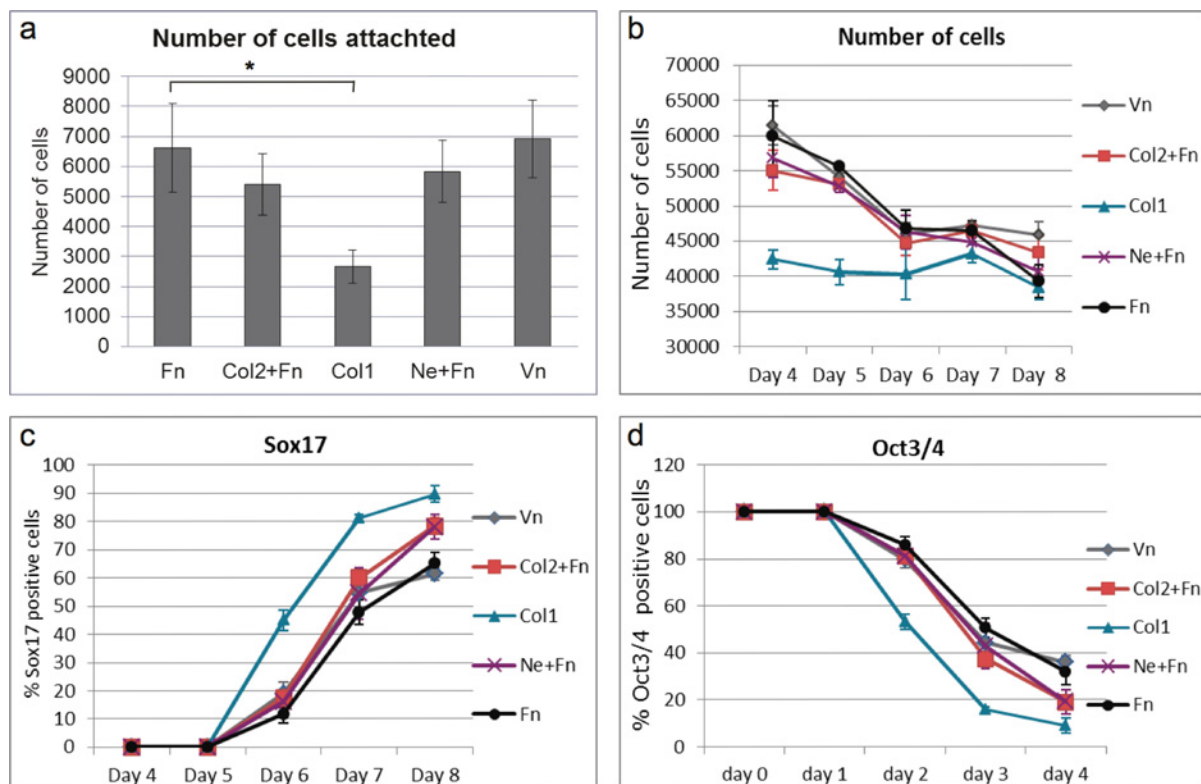 a
Number of cells attachted
*
Number of cells
9000
8000
7000
6000
5000
4000
3000
2000
1000
0
Fn Col2+Fn Col1 Ne+Fn Vn
b
Number of cells
Number of cells
70000
65000
60000
55000
50000
45000
40000
35000
30000
Day 4 Day 5 Day 6 Day 7 Day 8
Vn
Col2+Fn
Col1
Ne+Fn
Fn
c
Sox17
% Sox17 positive cells
100
90
80
70
60
50
40
30
20
10
0
Day 4 Day 5 Day 6 Day 7 Day 8
Vn
Col2+Fn
Col1
Ne+Fn
Fn
d
Oct3/4
% Oct3/4 positive cells
120
100
80
60
40
20
0
day 0 day 1 day 2 day 3 day 4
Vn
Col2+Fn
Col1
Ne+Fn
Fn